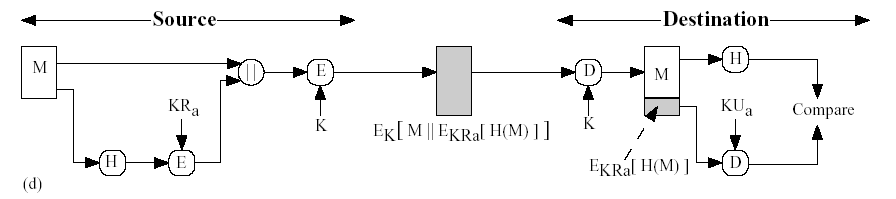 Source
Destination
M
||
E
D
M
H
KRa
K
EK[ M || EKRa[ H(M) ] ]
K
KUa
Compare
H
E
EKRa[ H(M) ]
D
(d)